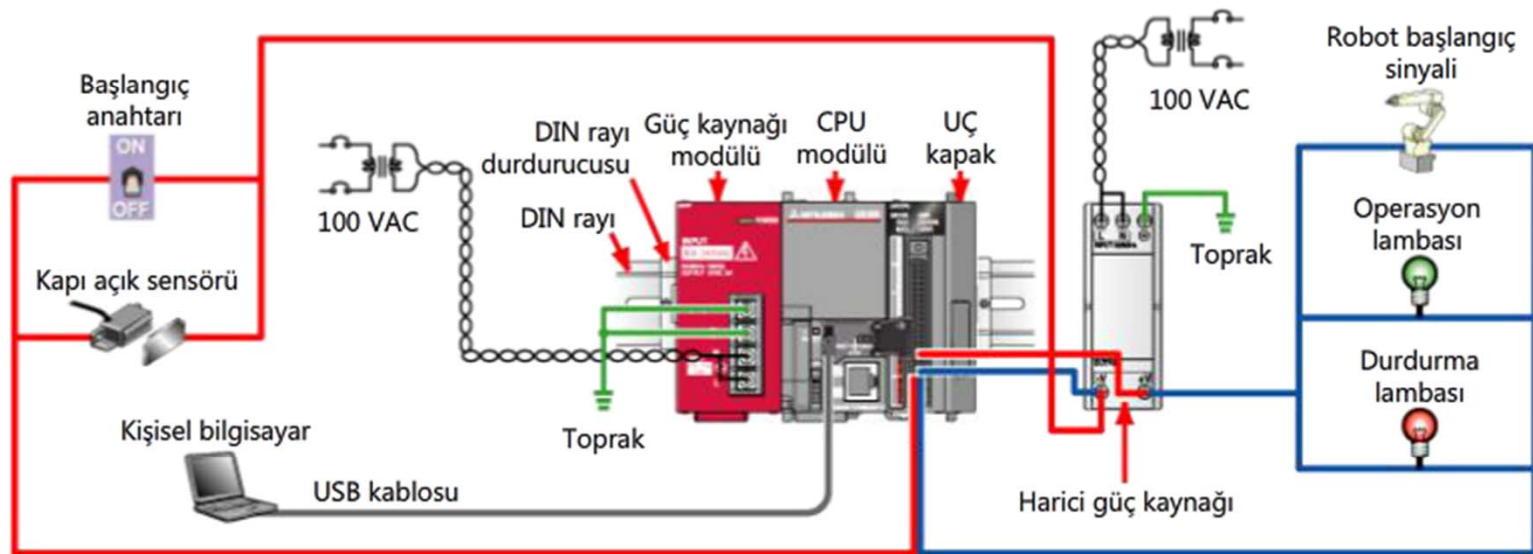 Robot başlangıç
sinyali
Başlangıç
anahtarı
ON
OFF
100 VAC
DIN rayı
durdurucusu
Güç kaynağı
modülü
CPU
modülü
UÇ
kapak
100 VAC
DIN rayı
Operasyon
lambası
Toprak
Kapı açık sensörü
INPUT
L
N
Durdurma
lambası
Kişisel bilgisayar
Toprak
USB kablosu
Harici güç kaynağı